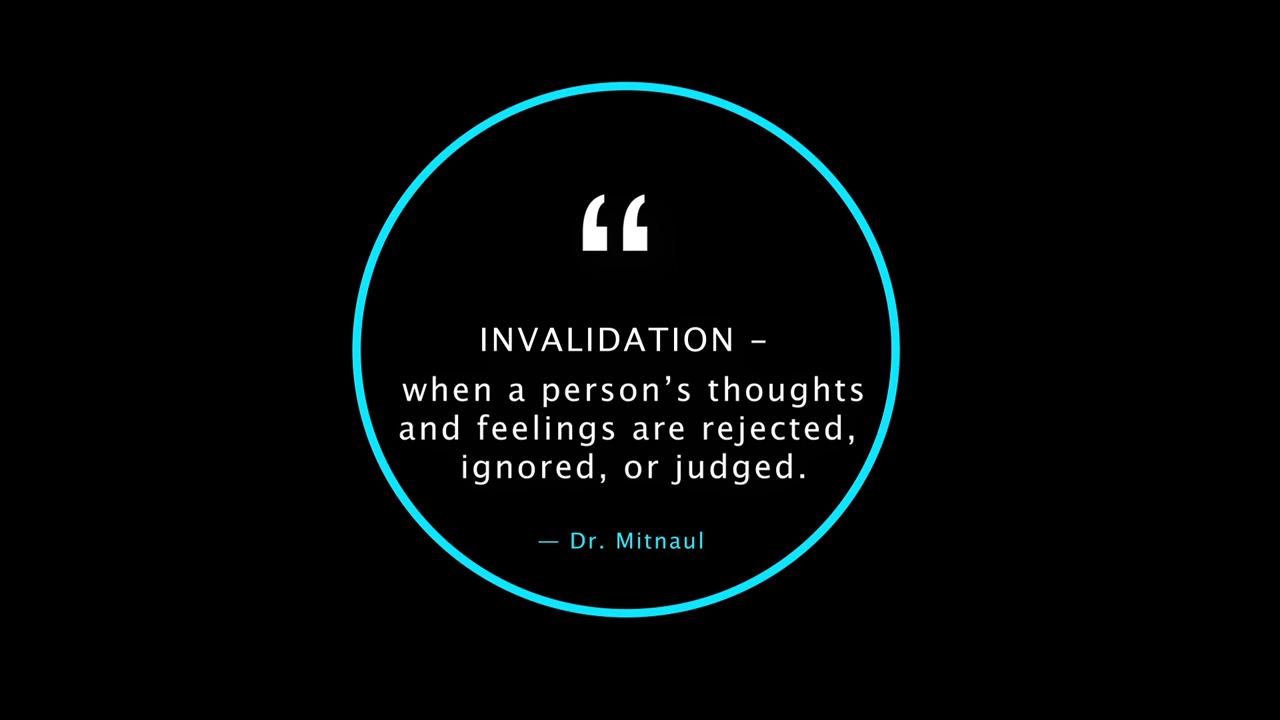 “
INVALIDATION –
when a person’s thoughts
and feelings are rejected,
ignored, or judged.
— Dr. Mitnaul